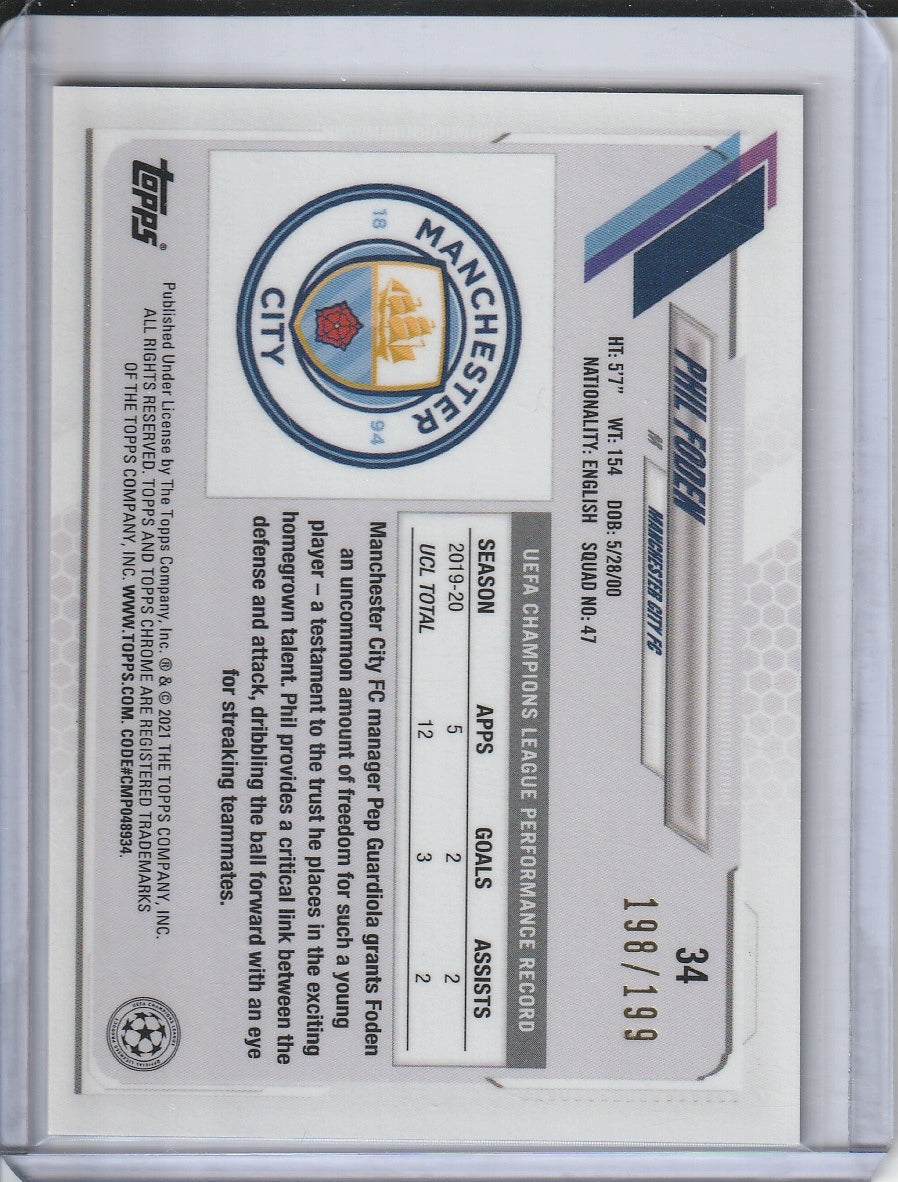 34
PHIL FODEN
198/199
M MANCHESTER CITY FC
HT: 5'7" WT: 154 DOB: 5/28/00
NATIONALITY: ENGLISH SQUAD NO: 47
MANCHESTER
18 94
CITY
UEFA CHAMPIONS LEAGUE PERFORMANCE RECORD
SEASON APPS GOALS ASSISTS
2019-20 5 2 2
UCL TOTAL 12 3 2
Manchester City FC manager Pep Guardiola grants Foden
an uncommon amount of freedom for such a young
player – a testament to the trust he places in the exciting
homegrown talent. Phil provides a critical link between the
defense and attack, dribbling the ball forward with an eye
for streaking teammates.
topps®
Published Under License by The Topps Company, Inc. ® & © 2021 THE TOPPS COMPANY, INC.
ALL RIGHTS RESERVED. TOPPS AND TOPPS CHROME ARE REGISTERED TRADEMARKS
OF THE TOPPS COMPANY, INC. WWW.TOPPS.COM. CODE#CMP048934.
UEFA CHAMPIONS LEAGUE
OFFICIAL LICENSED PRODUCT